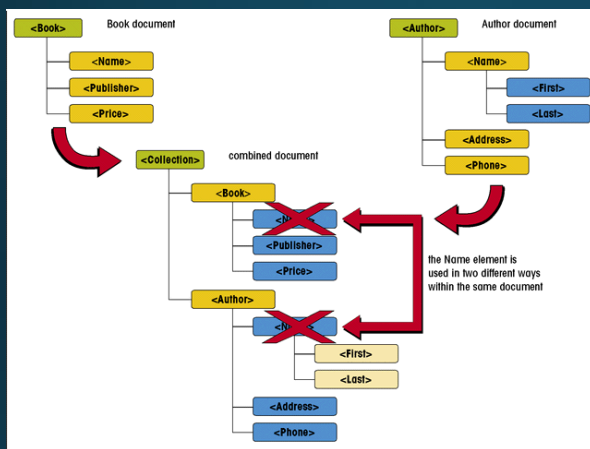 <Book>
Book document
<Name>
<Publisher>
<Price>
<Author>
Author document
<Name>
<First>
<Last>
<Address>
<Phone>
<Collection>
combined document
<Book>
<Publisher>
<Price>
<Author>
<First>
<Last>
<Address>
<Phone>
the Name element is
used in two different ways
within the same document